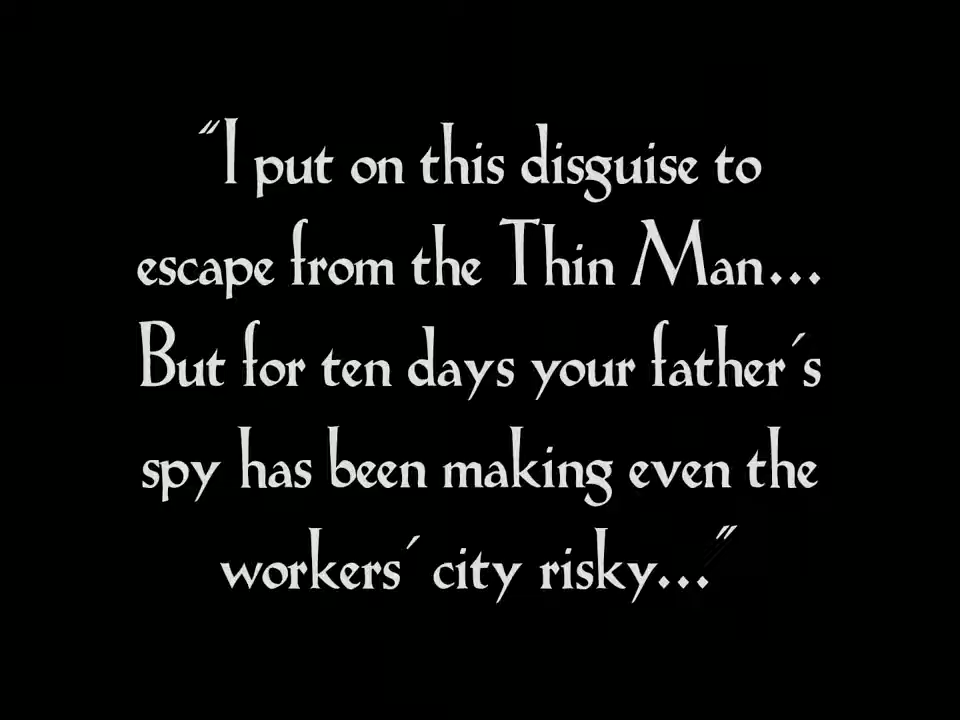 "I put on this disguise to
escape from the Thin Man...
But for ten days your father´s
spy has been making even the
workers´ city risky..."